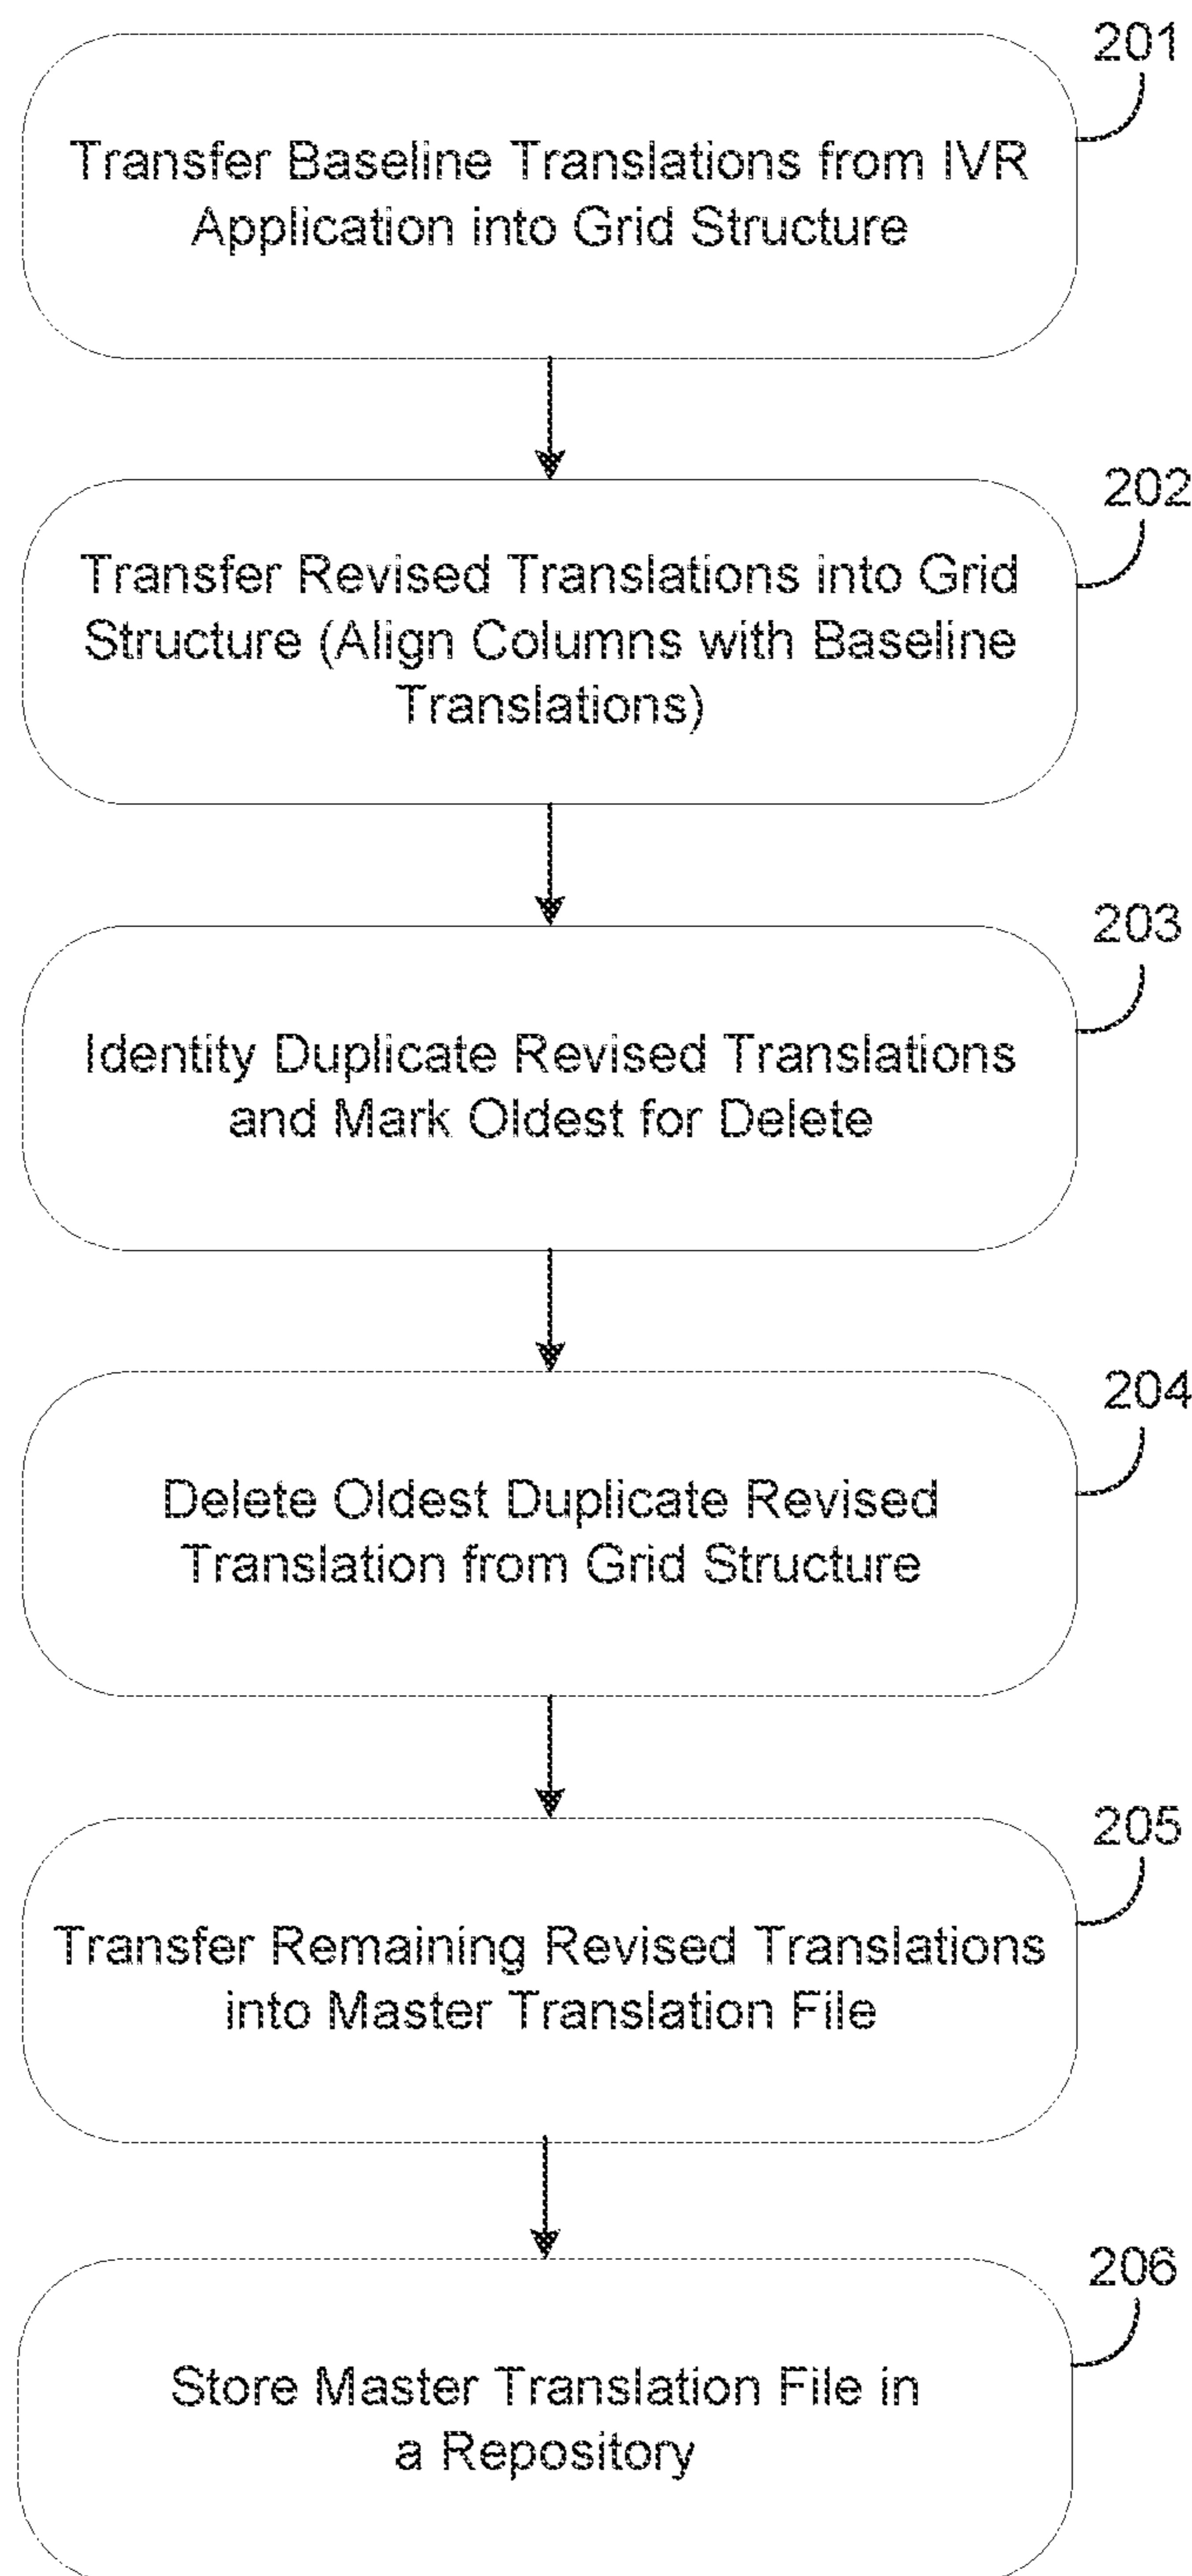 201
Transfer Baseline Translations from IVR
Application into Grid Structure
202
Transfer Revised Translations into Grid
Structure (Align Columns with Baseline
Translations)
203
Identity Duplicate Revised Translations
and Mark Oldest for Delete
204
Delete Oldest Duplicate Revised
Translation from Grid Structure
205
Transfer Remaining Revised Translations
into Master Translation File
206
Store Master Translation File in
a Repository